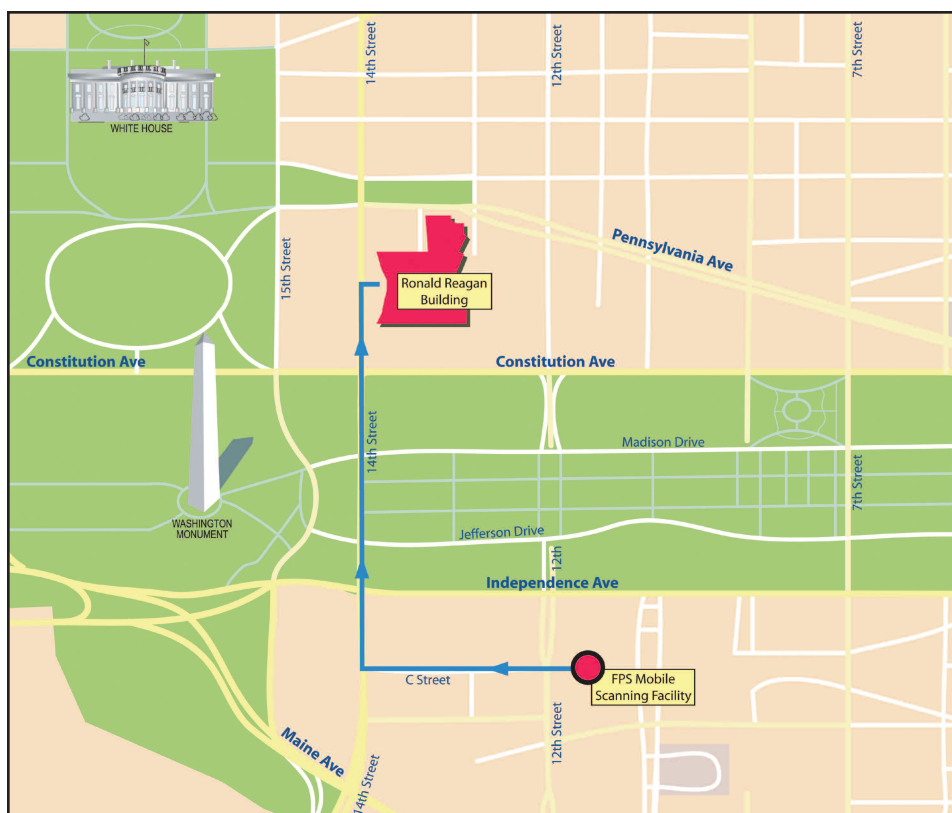 14th Street
12th Street
7th Street
WHITE HOUSE
15th Street
Pennsylvania Ave
Ronald Reagan
Building
Constitution Ave
Constitution Ave
14th Street
Madison Drive
7th Street
WASHINGTON
MONUMENT
Jefferson Drive
12th
Independence Ave
C Street
FPS Mobile
Scanning Facility
12th Street
Maine Ave
14th Street